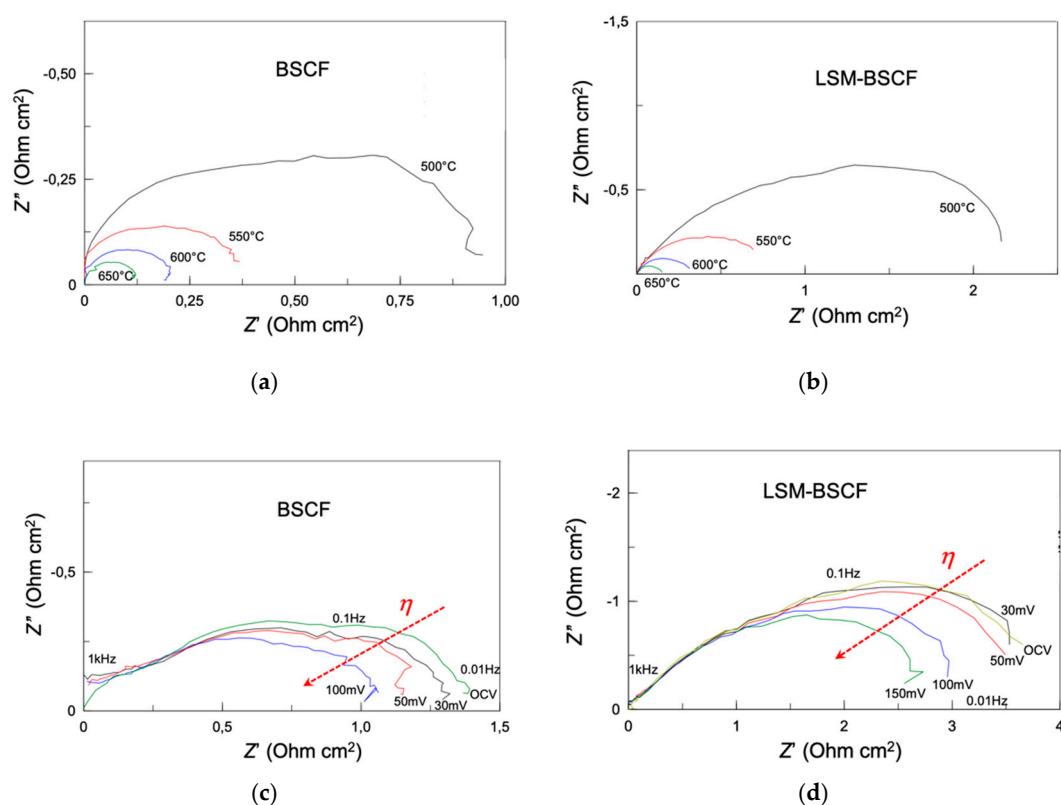 BSCF
-0,50
-0,25
0
Z″ (Ohm cm²)
500°C
550°C
600°C
650°C
0
0,25
0,50
0,75
1,00
Z' (Ohm cm²)
(a)
LSM-BSCF
-1,5
-1,0
-0,5
Z″ (Ohm cm²)
500°C
550°C
600°C
650°C
0
1
2
Z' (Ohm cm²)
(b)
BSCF
-0,5
0
Z″ (Ohm cm²)
η
0.1Hz
1kHz
0.01Hz
OCV
30mV
50mV
100mV
0
0,5
1,0
1,5
Z' (Ohm cm²)
(c)
LSM-BSCF
-2
-1
0
Z″ (Ohm cm²)
η
0.1Hz
30mV
1kHz
OCV
50mV
100mV
150mV
0.01Hz
0
1
2
3
4
Z' (Ohm cm²)
(d)